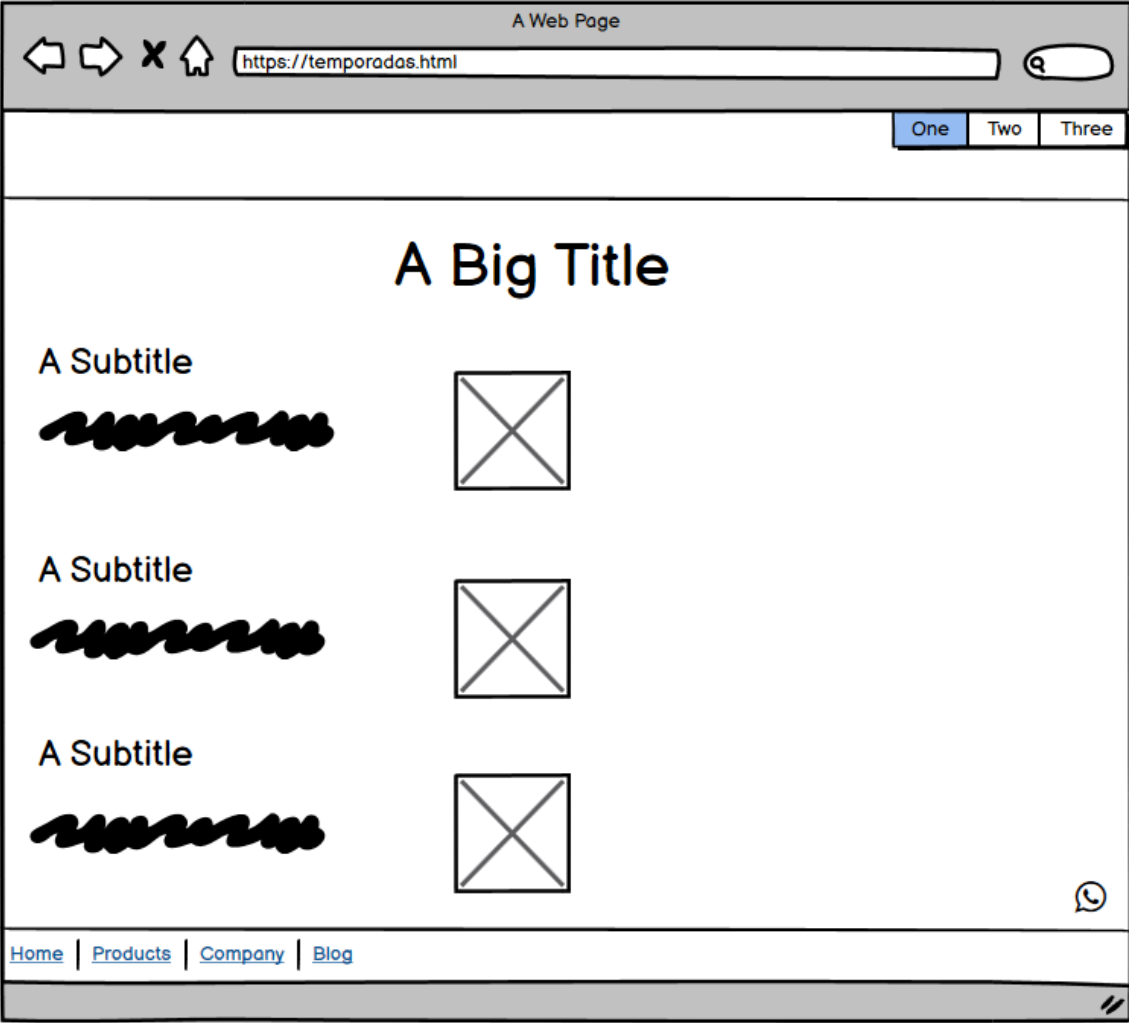 A Web Page
https://temporadas.html
One Two Three
A Big Title
A Subtitle
A Subtitle
A Subtitle
Home Products Company Blog